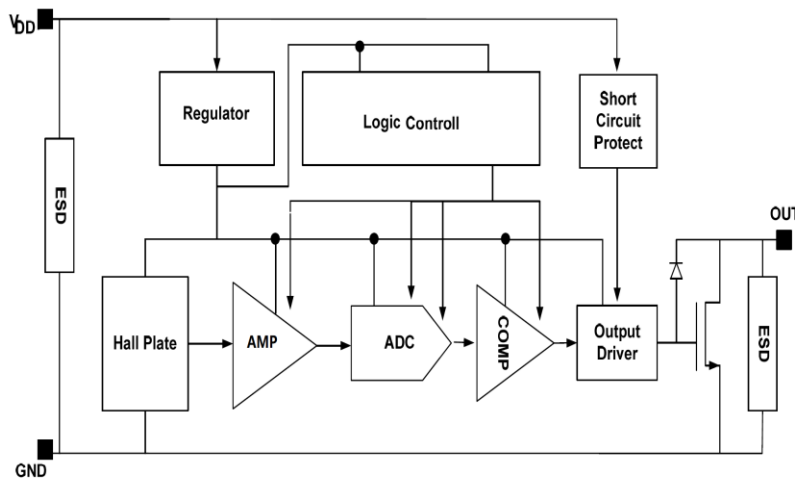 VDD
Regulator
Logic Controll
Short
Circuit
Protect
ESD
OUT
Hall Plate
AMP
ADC
COMP
Output
Driver
ESD
GND